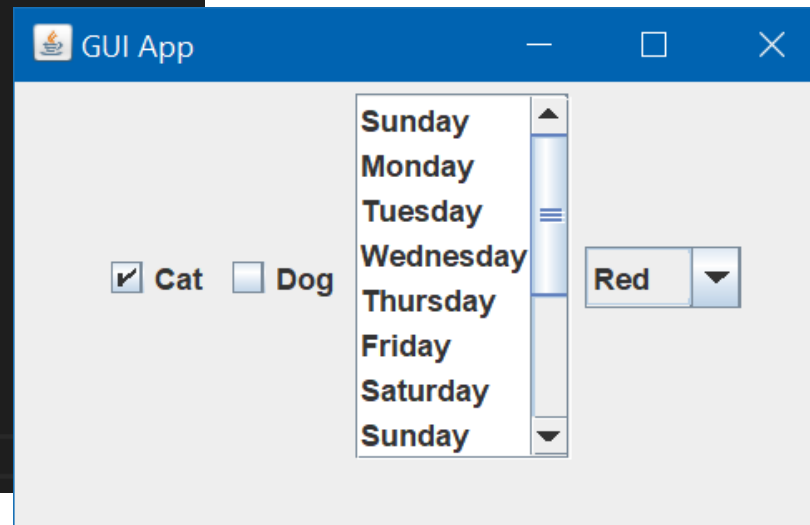 GUI App
Cat
Dog
Sunday
Monday
Tuesday
Wednesday
Thursday
Friday
Saturday
Sunday
Red